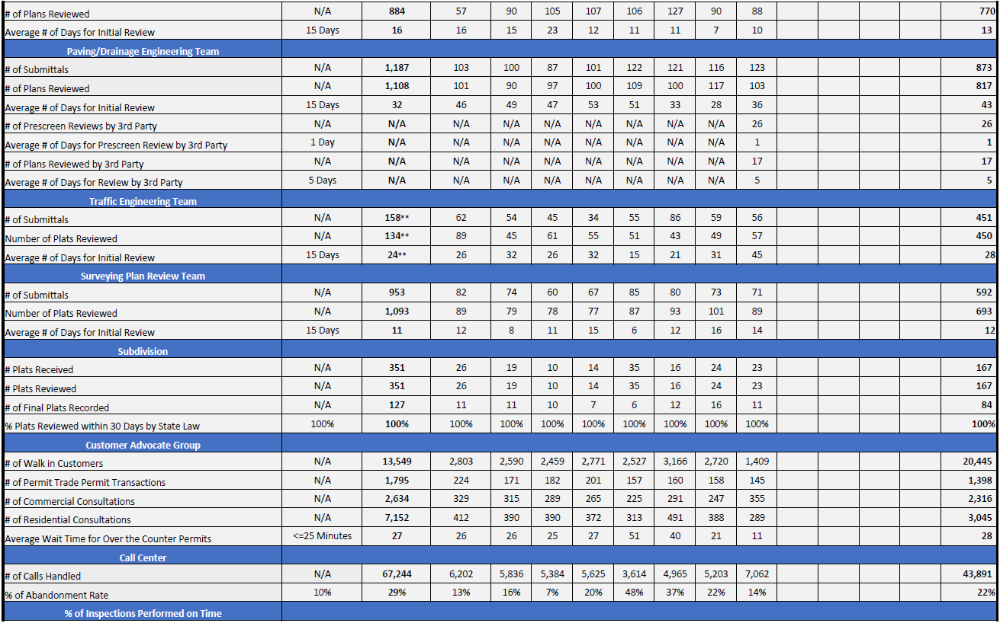 # of Plans Reviewed N/A 884 57 90 105 107 106 127 90 88 770
Average # of Days for Initial Review 15 Days 16 16 15 23 12 11 11 7 10 13
Paving/Drainage Engineering Team
# of Submittals N/A 1,187 103 100 87 101 122 121 116 123 873
# of Plans Reviewed N/A 1,108 101 90 97 100 109 100 117 103 817
Average # of Days for Initial Review 15 Days 32 46 49 47 53 51 33 28 36 43
# of Prescreen Reviews by 3rd Party N/A N/A N/A N/A N/A N/A N/A N/A N/A 26 26
Average # of Days for Prescreen Review by 3rd Party 1 Day N/A N/A N/A N/A N/A N/A N/A N/A 1 1
# of Plans Reviewed by 3rd Party N/A N/A N/A N/A N/A N/A N/A N/A N/A 17 17
Average # of Days for Review by 3rd Party 5 Days N/A N/A N/A N/A N/A N/A N/A N/A 5 5
Traffic Engineering Team
# of Submittals N/A 158** 62 54 45 34 55 86 59 56 451
Number of Plats Reviewed N/A 134** 89 45 61 55 51 43 49 57 450
Average # of Days for Initial Review 15 Days 24** 26 32 26 32 15 21 31 45 28
Surveying Plan Review Team
# of Submittals N/A 953 82 74 60 67 85 80 73 71 592
Number of Plats Reviewed N/A 1,093 89 79 78 77 87 93 101 89 693
Average # of Days for Initial Review 15 Days 11 12 8 11 15 6 12 16 14 12
Subdivision
# Plats Received N/A 351 26 19 10 14 35 16 24 23 167
# Plats Reviewed N/A 351 26 19 10 14 35 16 24 23 167
# of Final Plats Recorded N/A 127 11 11 10 7 6 12 16 11 84
% Plats Reviewed within 30 Days by State Law 100% 100% 100% 100% 100% 100% 100% 100% 100% 100% 100%
Customer Advocate Group
# of Walk in Customers N/A 13,549 2,803 2,590 2,459 2,771 2,527 3,166 2,720 1,409 20,445
# of Permit Trade Permit Transactions N/A 1,795 224 171 182 201 157 160 158 145 1,398
# of Commercial Consultations N/A 2,634 329 315 289 265 225 291 247 355 2,316
# of Residential Consultations N/A 7,152 412 390 390 372 313 491 388 289 3,045
Average Wait Time for Over the Counter Permits <=25 Minutes 27 26 26 25 27 51 40 21 11 28
Call Center
# of Calls Handled N/A 67,244 6,202 5,836 5,384 5,625 3,614 4,965 5,203 7,062 43,891
% of Abandonment Rate 10% 29% 13% 16% 7% 20% 48% 37% 22% 14% 22%
% of Inspections Performed on Time